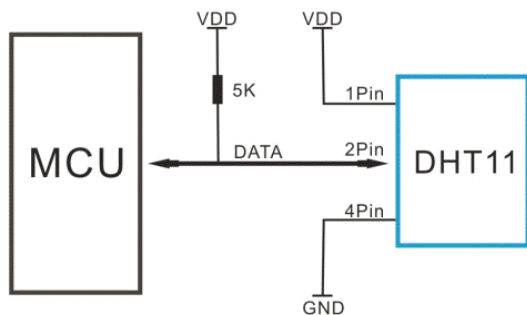 VDD
VDD
5K
1Pin
MCU
DATA
2Pin
DHT11
4Pin
GND